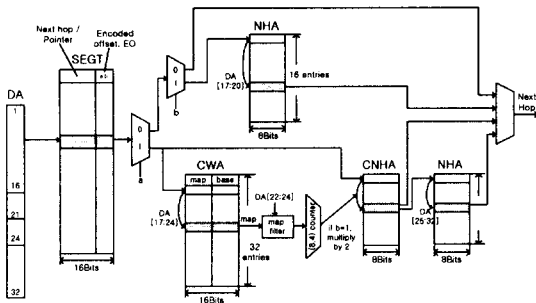 Next hop / Pointer
Encoded offset. EO
SEGT
DA
1
16
21
24
32
16Bits
0
1
a
0
1
b
NHA
DA [17:20]
16 entries
8Bits
CWA
map
base
DA [17:24]
32 entries
16Bits
map
DA[22:24]
map filter
(8,4) counter
if b=1, multiply by 2
CNHA
8Bits
NHA
DA [25:32]
8Bits
Next Hop